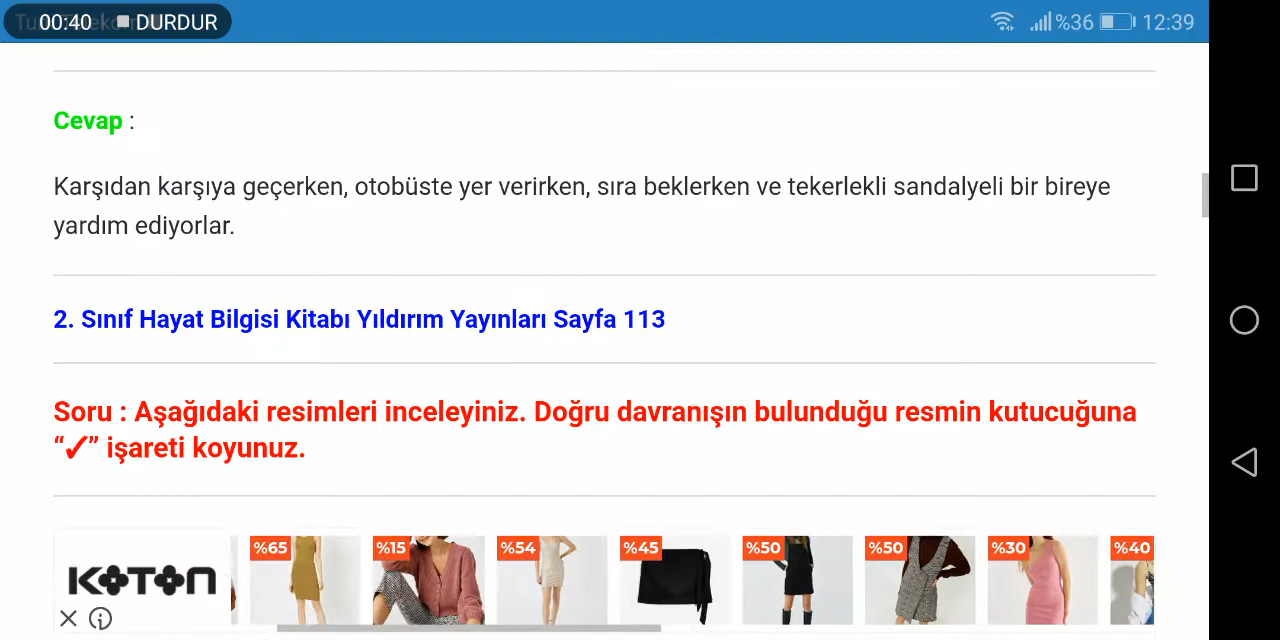 00:40 DURDUR %36 12:39
Cevap :
Karşıdan karşıya geçerken, otobüste yer verirken, sıra beklerken ve tekerlekli sandalyeli bir bireye
yardım ediyorlar.
2. Sınıf Hayat Bilgisi Kitabı Yıldırım Yayınları Sayfa 113
Soru : Aşağıdaki resimleri inceleyiniz. Doğru davranışın bulunduğu resmin kutucuğuna
“✓” işareti koyunuz.
%65 %15 %54 %45 %50 %50 %30 %40
KOTON